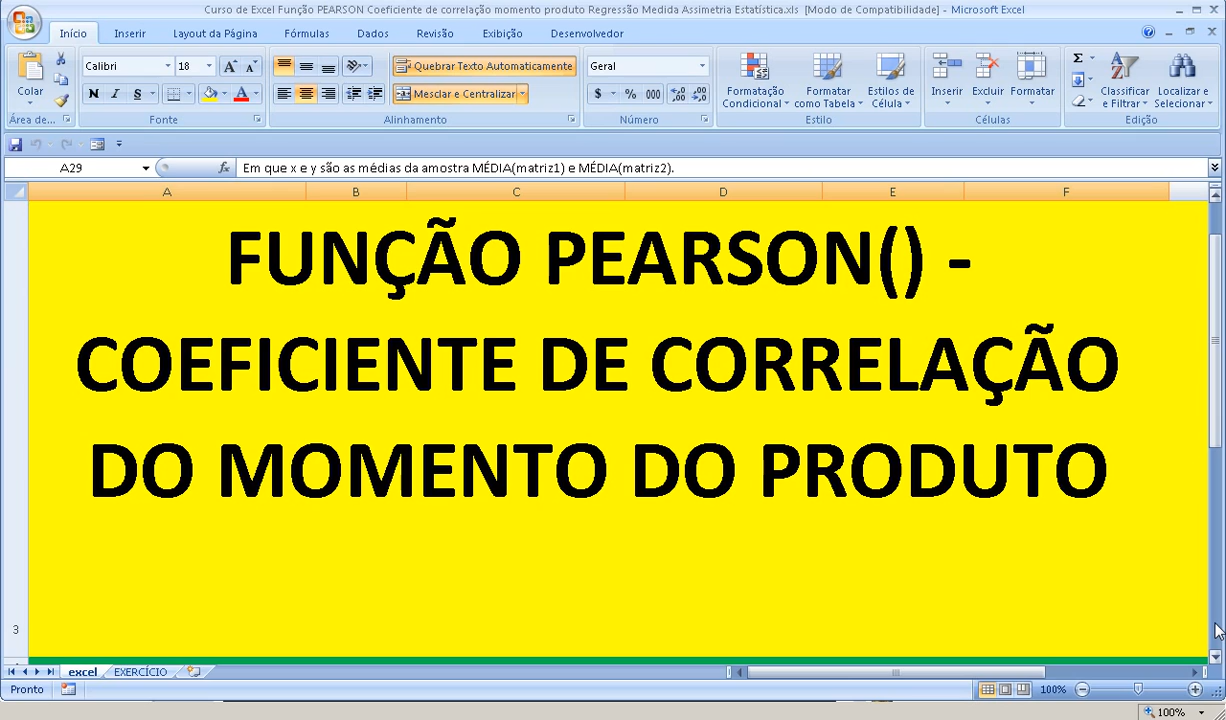 Curso de Excel Função PEARSON Coeficiente de correlação momento produto Regressão Medida Assimetria Estatística.xls [Modo de Compatibilidade] - Microsoft Excel
Início Inserir Layout da Página Fórmulas Dados Revisão Exibição Desenvolvedor
Calibri 18 A A Quebrar Texto Automaticamente Geral Σ
Colar N I S A Mesclar e Centralizar $ % 000 Formatação Condicional Formatar como Tabela Estilos de Célula Inserir Excluir Formatar Classificar e Filtrar Localizar e Selecionar
Área de... Fonte Alinhamento Número Estilo Células Edição
A29 fx Em que x e y são as médias da amostra MÉDIA(matriz1) e MÉDIA(matriz2).
A B C D E F
FUNÇÃO PEARSON() -
COEFICIENTE DE CORRELAÇÃO
DO MOMENTO DO PRODUTO
3
excel EXERCÍCIO
Pronto 100%
100%